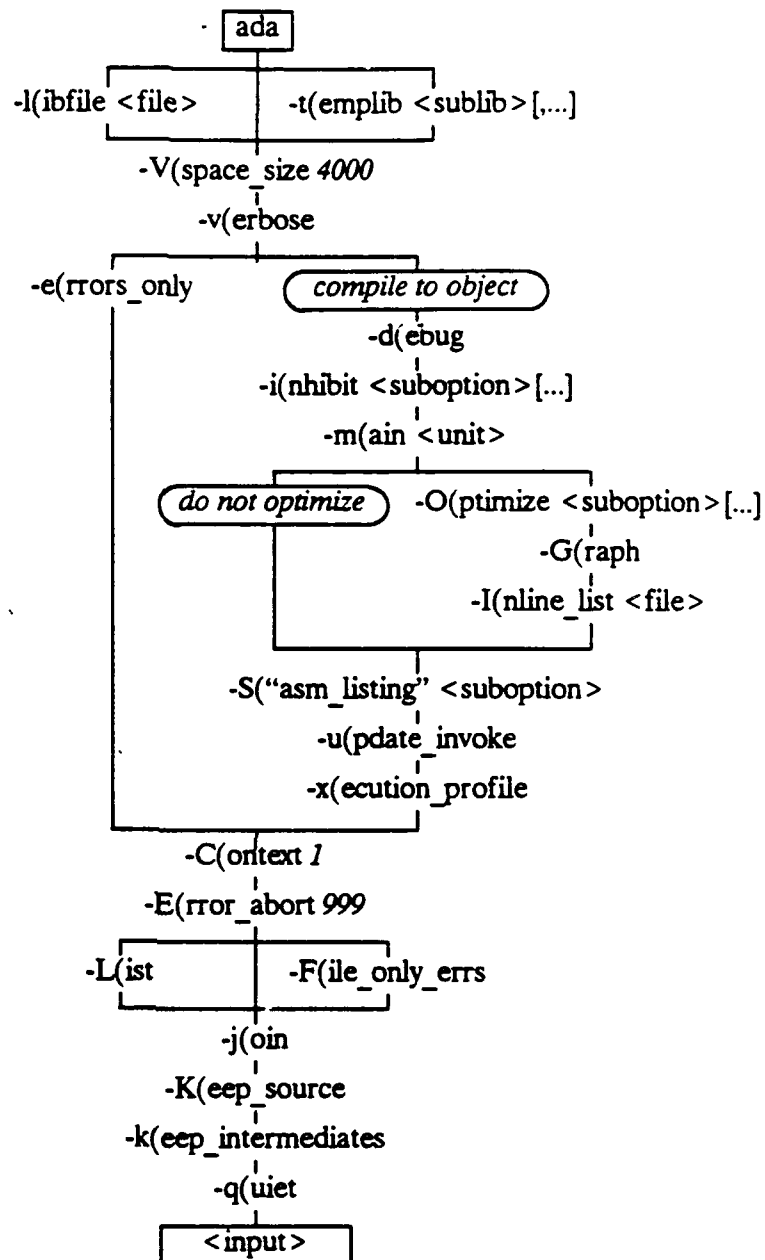 ada
-l(ibfile <file> -t(emplib <sublib>[,...]
-V(space_size 4000
-v(erbose
-e(rrors_only compile to object
-d(ebug
-i(nhibit <suboption>[...]
-m(ain <unit>
do not optimize -O(ptimize <suboption>[...]
-G(raph
-I(nline_list <file>
-S("asm_listing" <suboption>
-u(pdate_invoke
-x(ecution_profile
-C(ontext 1
-E(rror_abort 999
-L(ist -F(ile_only_errs
-j(oin
-K(eep_source
-k(eep_intermediates
-q(uiet
<input>